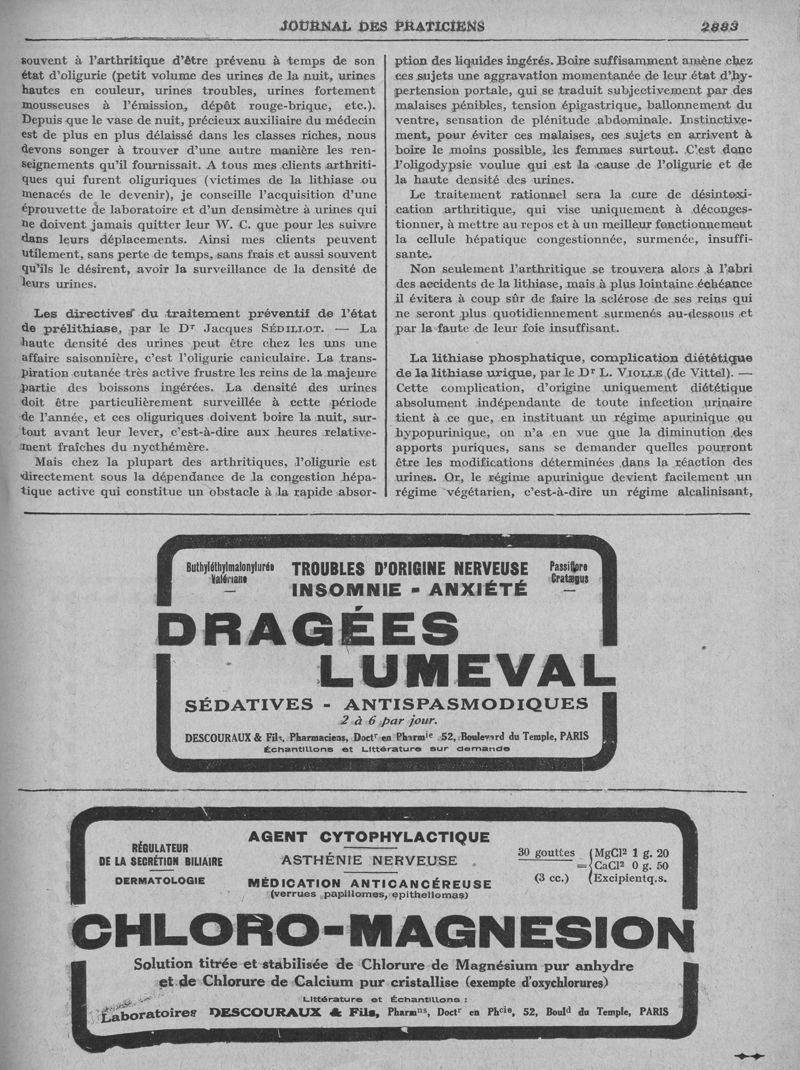 JOURNAL DES PRATICIENS
2883
souvent à l'arthritique d'être prévenu à temps de son
état d'oligurie (petit volume des urines de la nuit, urines
hautes en couleur, urines troubles, urines fortement
mousseuses à l'émission, dépôt rouge-brique, etc.).
Depuis que le vase de nuit, précieux auxiliaire du médecin
est de plus en plus délaissé dans les classes riches, nous
devons songer à trouver d'une autre manière les ren-
seignements qu'il fournissait. A tous mes clients arthriti-
ques qui furent oliguriques (victimes de la lithiase ou
menacés de le devenir), je conseille l'acquisition d'une
éprouvette de laboratoire et d'un densimètre à urines qui
ne doivent jamais quitter leur W. C. que pour les suivre
dans leurs déplacements. Ainsi mes clients peuvent
utilement, sans perte de temps, sans frais et aussi souvent
qu'ils le désirent, avoir la surveillance de la densité de
leurs urines.
Les directives du traitement préventif de l'état
de prélithiase, par le Dr Jacques SÉDILLOT. — La
haute densité des urines peut être chez les uns une
affaire saisonnière, c'est l'oligurie caniculaire. La trans-
piration cutanée très active frustre les reins de la majeure
partie des boissons ingérées. La densité des urines
doit être particulièrement surveillée à cette période
de l'année, et ces oliguriques doivent boire la nuit, sur-
tout avant leur lever, c'est-à-dire aux heures relative-
ment fraîches du nycthémère.
Mais chez la plupart des arthritiques, l'oligurie est
directement sous la dépendance de la congestion hépa-
tique active qui constitue un obstacle à la rapide absor-
ption des liquides ingérés. Boire suffisamment amène chez
ces sujets une aggravation momentanée de leur état d'hy-
pertension portale, qui se traduit subjectivement par des
malaises pénibles, tension épigastrique, ballonnement du
ventre, sensation de plénitude abdominale. Instinctive-
ment, pour éviter ces malaises, ces sujets en arrivent à
boire le moins possible, les femmes surtout. C'est donc
l'oligodypsie voulue qui est la cause de l'oligurie et de
la haute densité des urines.
Le traitement rationnel sera la cure de désintoxi-
cation arthritique, qui vise uniquement à déconges-
tionner, à mettre au repos et à un meilleur fonctionnement
la cellule hépatique congestionnée, surmenée, insuffi-
sante.
Non seulement l'arthritique se trouvera alors à l'abri
des accidents de la lithiase, mais à plus lointaine échéance
il évitera à coup sûr de faire la sclérose de ses reins qui
ne seront plus quotidiennement surmenés au-dessous et
par la faute de leur foie insuffisant.
La lithiase phosphatique, complication diététique
de la lithiase urique, par le Dr L. VIOLLE (de Vittel). —
Cette complication, d'origine uniquement diététique
absolument indépendante de toute infection urinaire
tient à ce que, en instituant un régime apurinique ou
hypopurinique, on n'a en vue que la diminution des
apports puriques, sans se demander quelles pourront
être les modifications déterminées dans la réaction des
urines. Or, le régime apurinique devient facilement un
régime végétarien, c'est-à-dire un régime alcalinisant,
Buthyléthylmalonylurée
Valériane
—
TROUBLES D'ORIGINE NERVEUSE
INSOMNIE - ANXIÉTÉ
Passiflore
Cratægus
—
DRAGÉES
LUMEVAL
SÉDATIVES - ANTISPASMODIQUES
2 à 6 par jour.
DESCOURAUX & Fils, Pharmaciens, Doctr en Pharmie 52, Boulevard du Temple, PARIS
Échantillons et Littérature sur demande
RÉGULATEUR
DE LA SECRÉTION BILIAIRE
DERMATOLOGIE
AGENT CYTOPHYLACTIQUE
ASTHÉNIE NERVEUSE
MÉDICATION ANTICANCÉREUSE
(verrues papillomes, epitheliomas)
30 gouttes
(3 cc.)
= { MgCl² 1 g. 20
CaCl² 0 g. 50
Excipientq.s.
CHLORO-MAGNESION
Solution titrée et stabilisée de Chlorure de Magnésium pur anhydre
et de Chlorure de Calcium pur cristallise (exempte d'oxychlorures)
Littérature et Échantillons :
Laboratoires DESCOURAUX & Fils, Pharmns, Doctr en Phcie, 52, Bould du Temple, PARIS